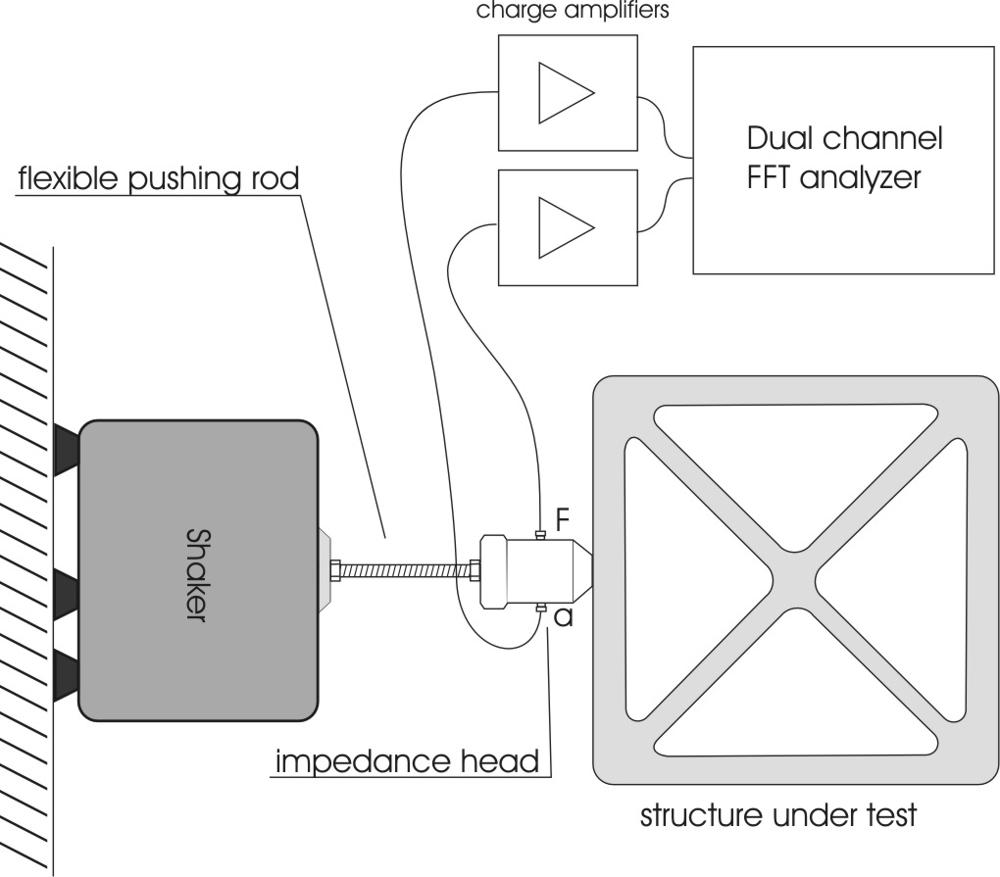 charge amplifiers
Dual channel
FFT analyzer
flexible pushing rod
Shaker
F
a
impedance head
structure under test